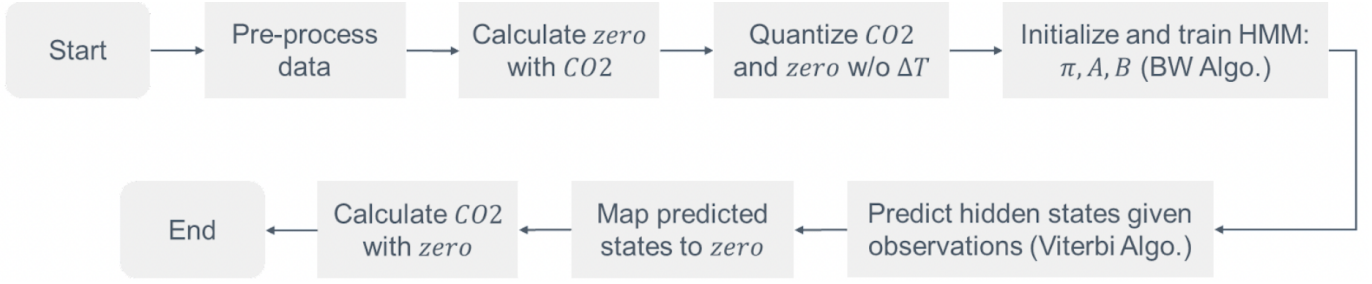 Start
Pre-process
data
Calculate zero
with CO2
Quantize CO2
and zero w/o ΔT
Initialize and train HMM:
π, A, B (BW Algo.)
Predict hidden states given
observations (Viterbi Algo.)
Map predicted
states to zero
Calculate CO2
with zero
End